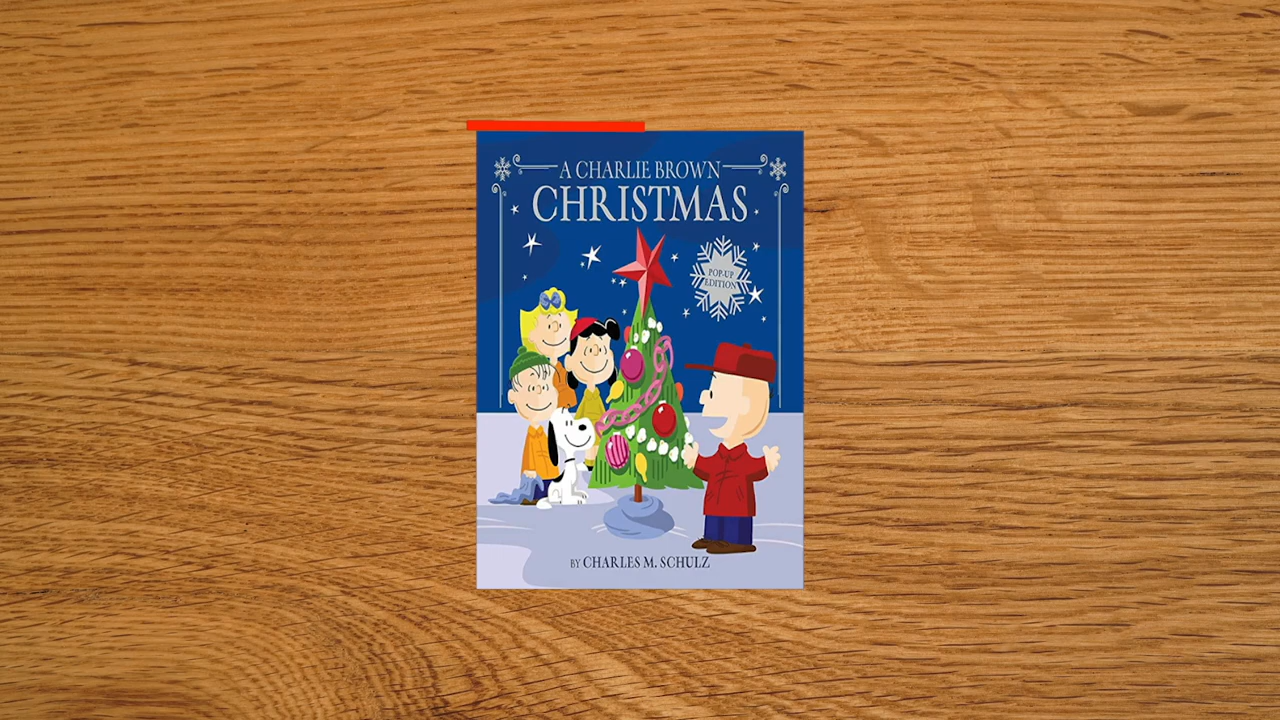 A CHARLIE BROWN
CHRISTMAS
POP-UP
EDITION
BY CHARLES M. SCHULZ